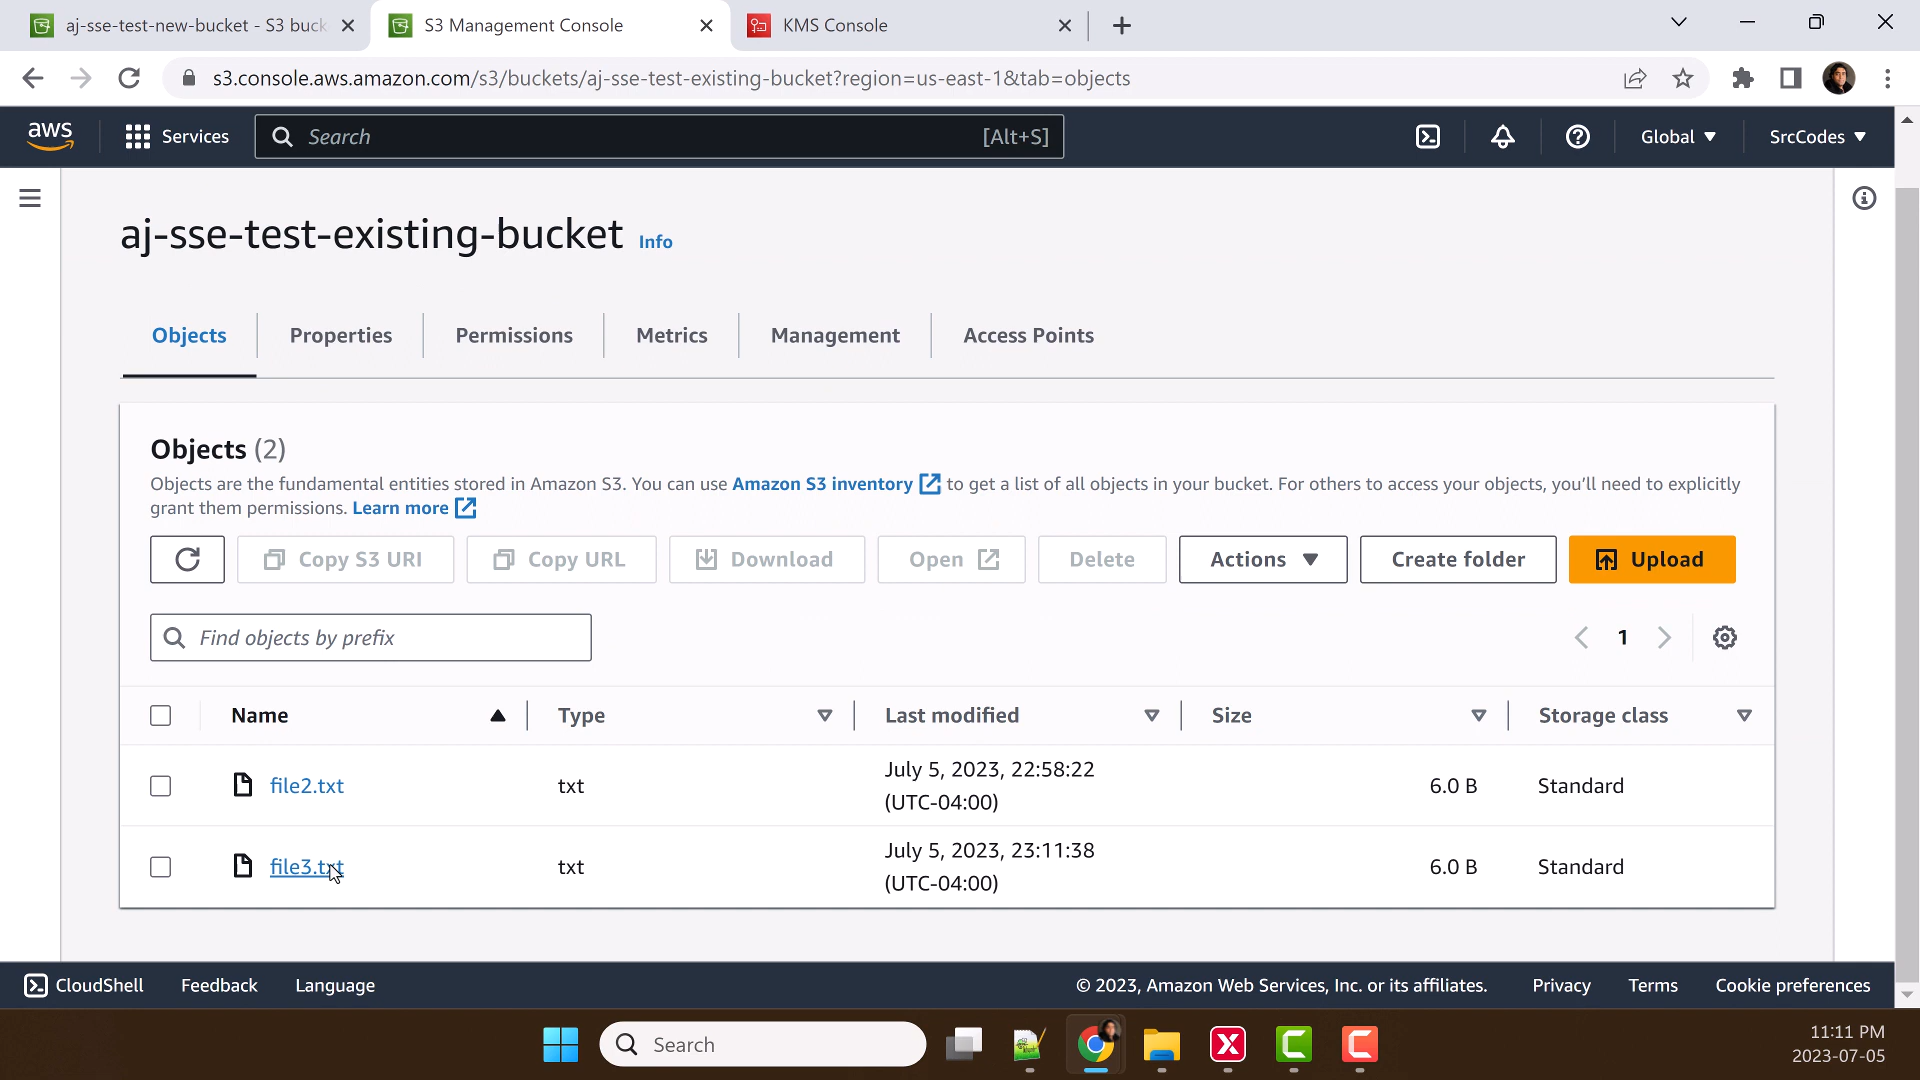 aj-sse-test-new-bucket - S3 buck
S3 Management Console
KMS Console
s3.console.aws.amazon.com/s3/buckets/aj-sse-test-existing-bucket?region=us-east-1&tab=objects
aws
Services
Search
[Alt+S]
Global
SrcCodes
aj-sse-test-existing-bucket Info
Objects
Properties
Permissions
Metrics
Management
Access Points
Objects (2)
Objects are the fundamental entities stored in Amazon S3. You can use Amazon S3 inventory to get a list of all objects in your bucket. For others to access your objects, you'll need to explicitly
grant them permissions. Learn more
Copy S3 URI
Copy URL
Download
Open
Delete
Actions
Create folder
Upload
Find objects by prefix
1
Name
Type
Last modified
Size
Storage class
file2.txt
txt
July 5, 2023, 22:58:22
(UTC-04:00)
6.0 B
Standard
file3.txt
txt
July 5, 2023, 23:11:38
(UTC-04:00)
6.0 B
Standard
CloudShell
Feedback
Language
© 2023, Amazon Web Services, Inc. or its affiliates.
Privacy
Terms
Cookie preferences
Search
11:11 PM
2023-07-05